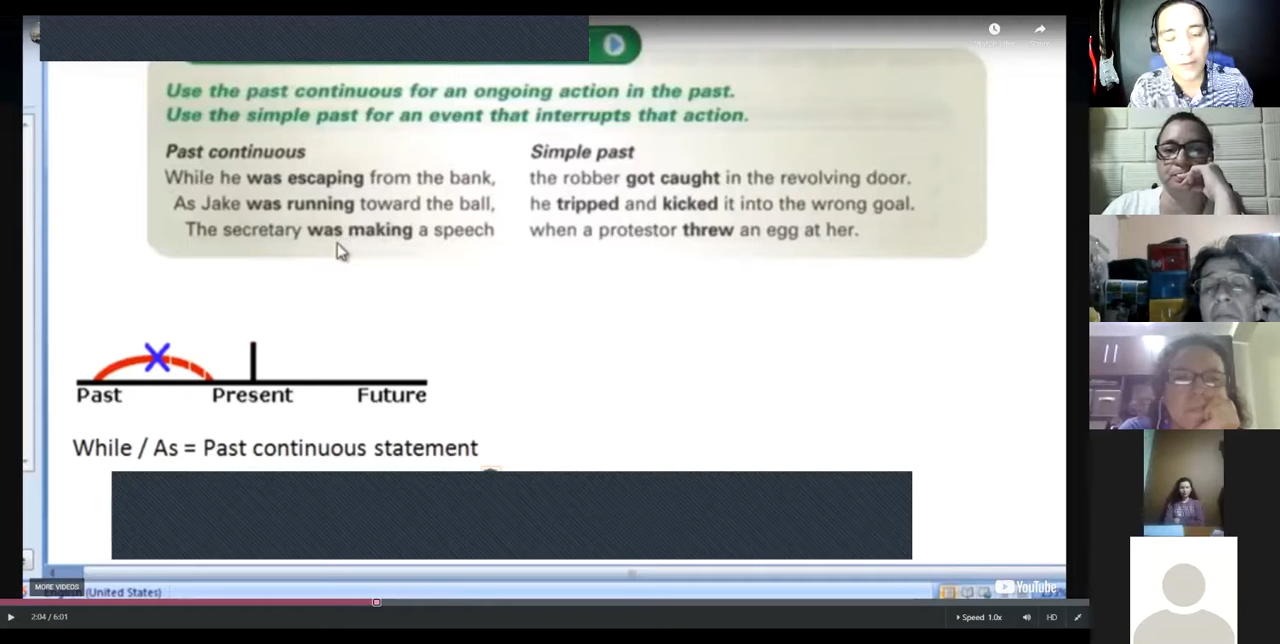 Use the past continuous for an ongoing action in the past.
Use the simple past for an event that interrupts that action.
Past continuous Simple past
While he was escaping from the bank, the robber got caught in the revolving door.
As Jake was running toward the ball, he tripped and kicked it into the wrong goal.
The secretary was making a speech when a protestor threw an egg at her.
Past Present Future
While / As = Past continuous statement
MORE VIDEOS
YouTube
English (United States)
2:04 / 6:01
Speed 1.0x
HD